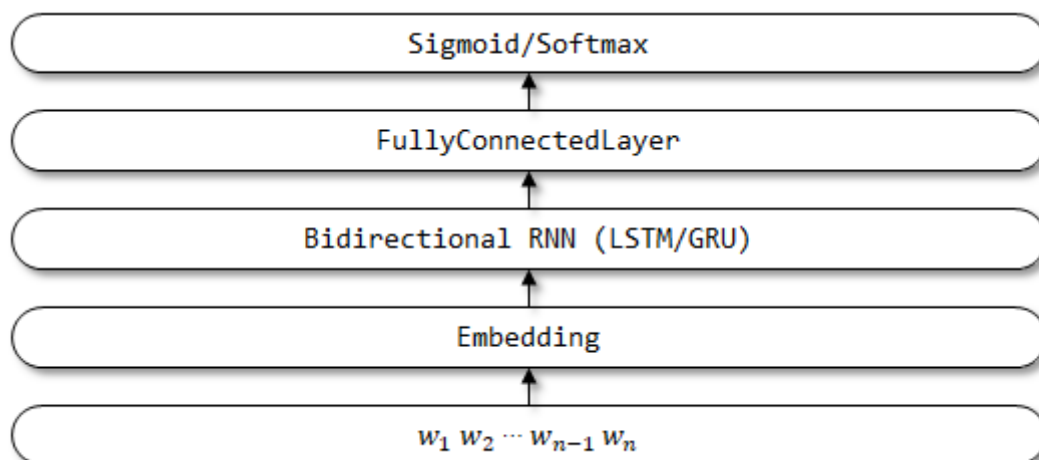 Sigmoid/Softmax
FullyConnectedLayer
Bidirectional RNN (LSTM/GRU)
Embedding
w₁ w₂ ⋯ wₙ₋₁ wₙ